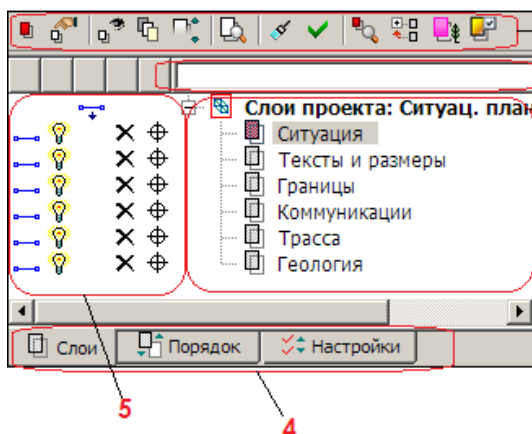 Слои проекта: Ситуац. план
Ситуация
Тексты и размеры
Границы
Коммуникации
Трасса
Геология
Слои Порядок Настройки
5
4